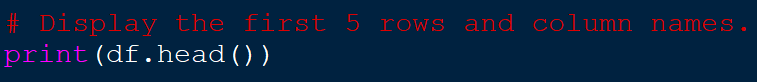 # Display the first 5 rows and column names.
print(df.head())